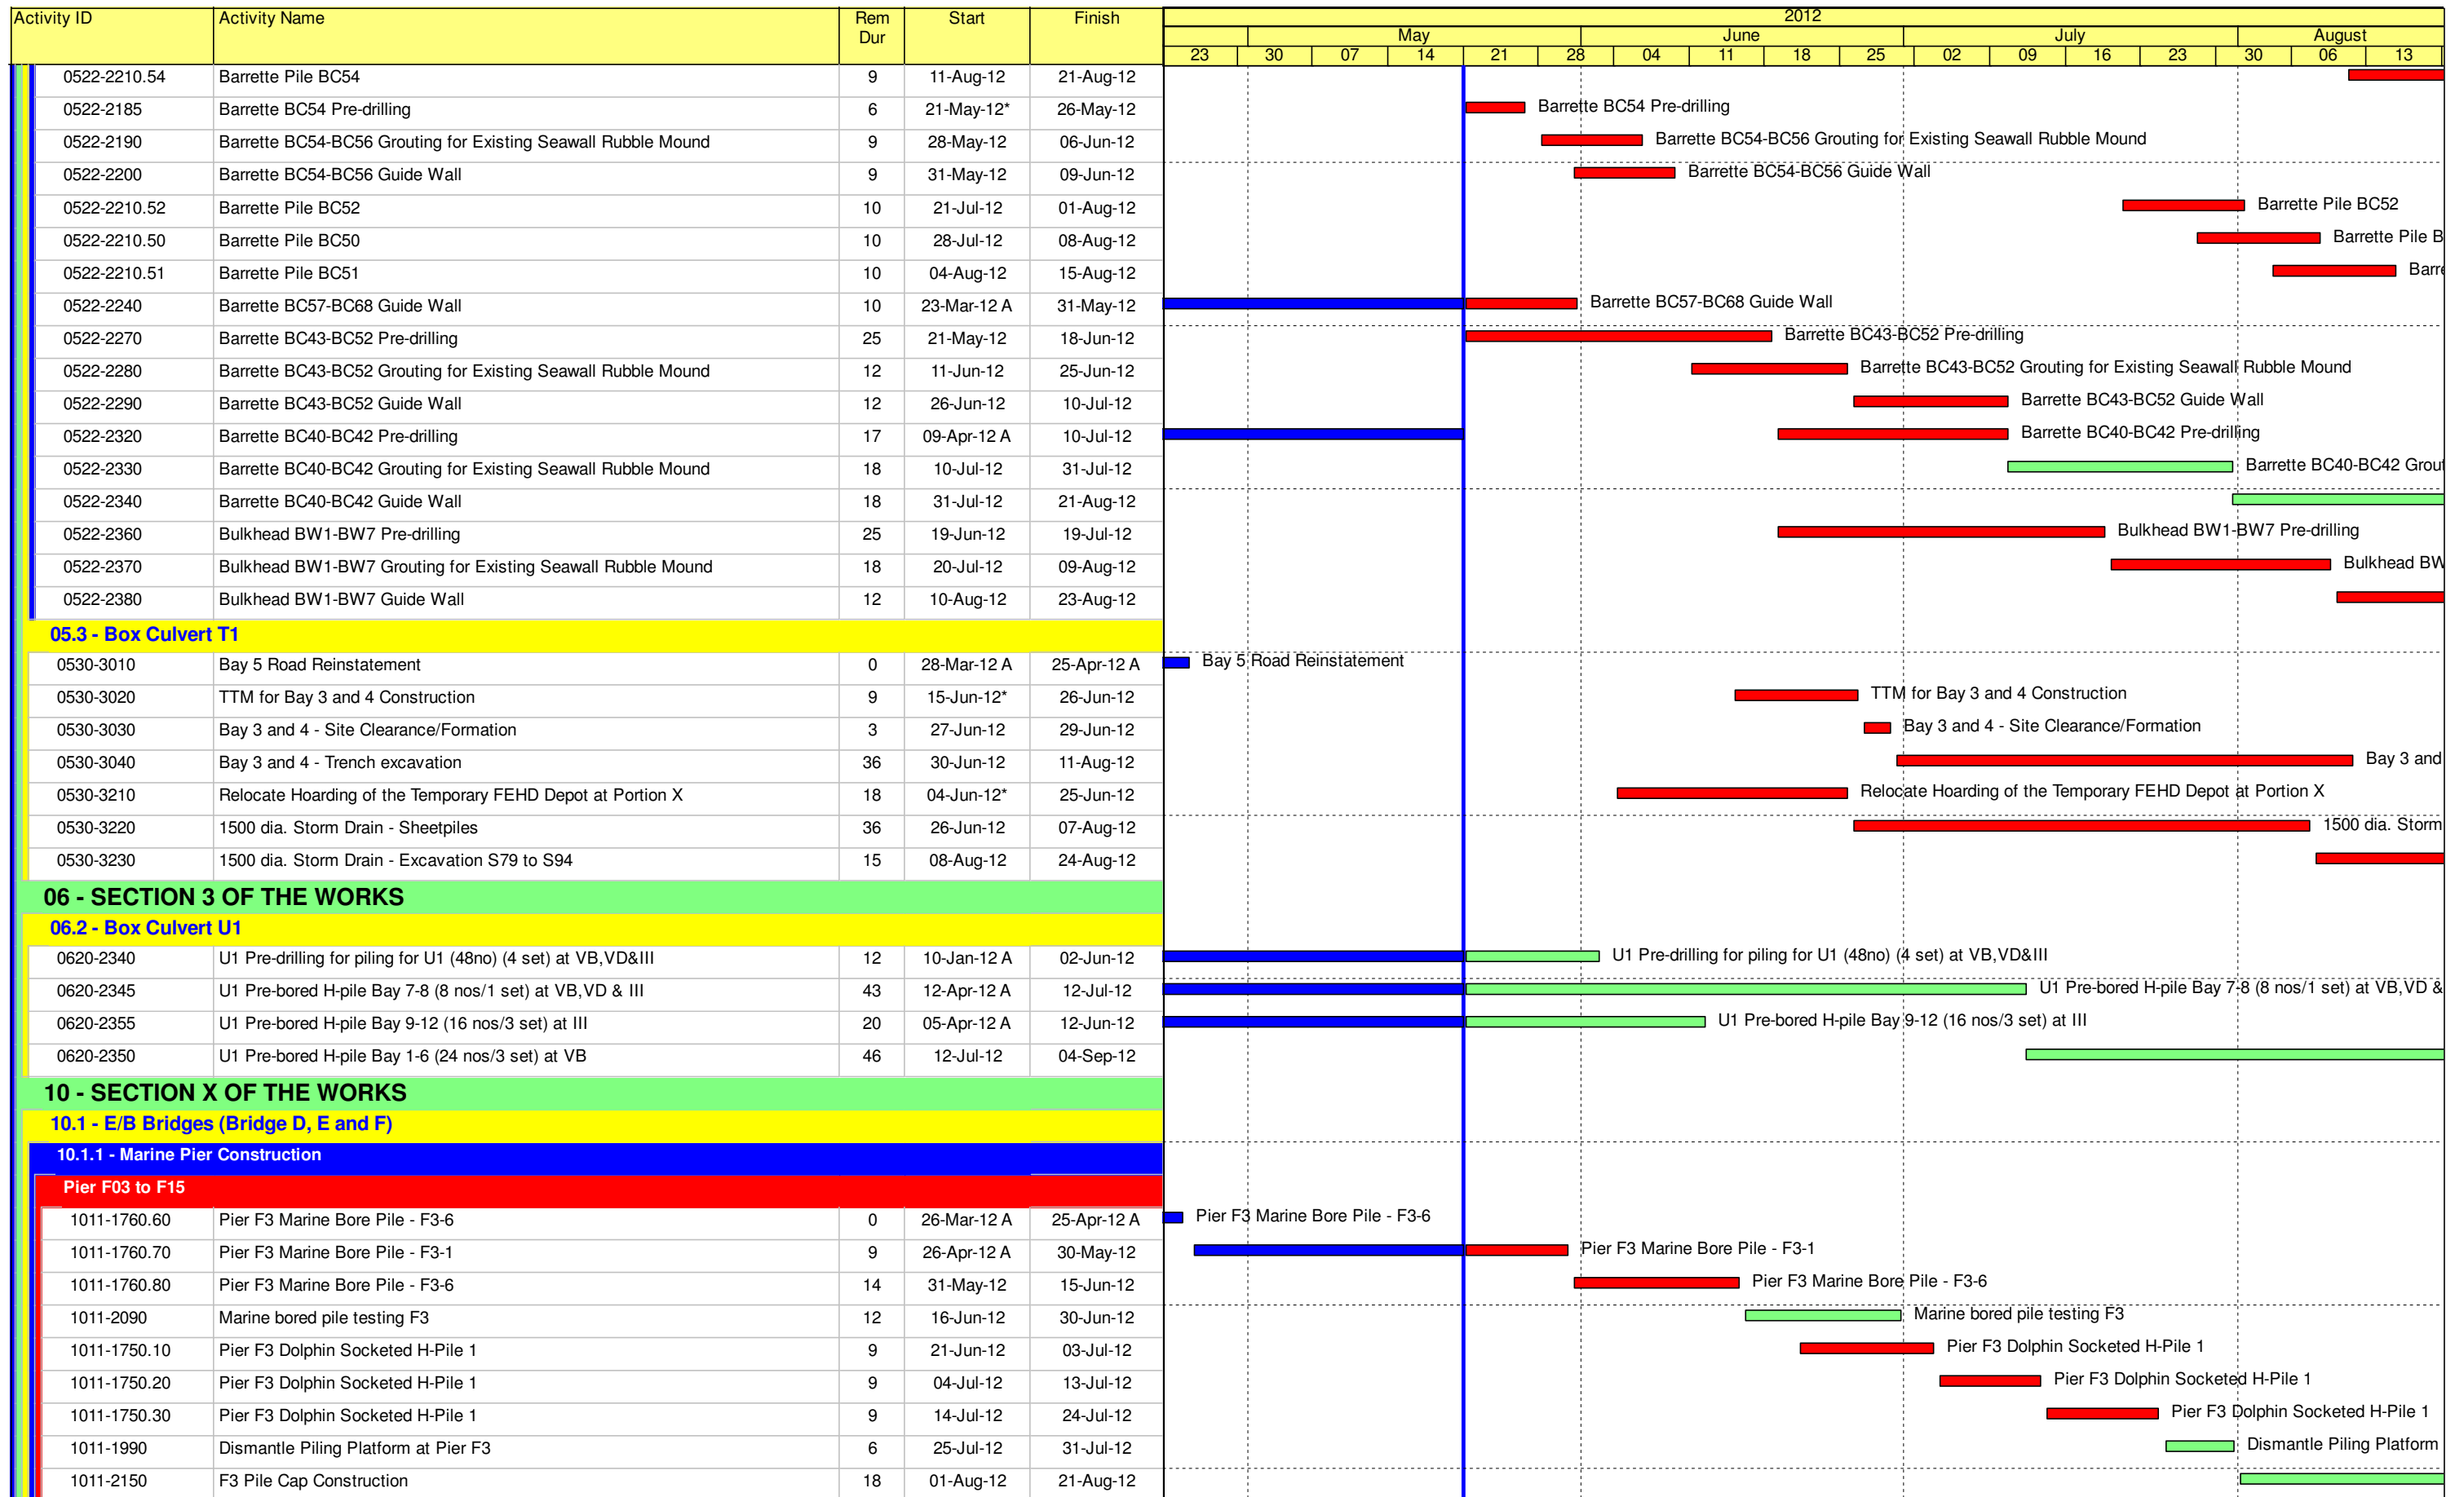 Activity ID Activity Name Rem Dur Start Finish 2012
May June July August
23 30 07 14 21 28 04 11 18 25 02 09 16 23 30 06 13
0522-2210.54 Barrette Pile BC54 9 11-Aug-12 21-Aug-12
0522-2185 Barrette BC54 Pre-drilling 6 21-May-12* 26-May-12 Barrette BC54 Pre-drilling
0522-2190 Barrette BC54-BC56 Grouting for Existing Seawall Rubble Mound 9 28-May-12 06-Jun-12 Barrette BC54-BC56 Grouting for Existing Seawall Rubble Mound
0522-2200 Barrette BC54-BC56 Guide Wall 9 31-May-12 09-Jun-12 Barrette BC54-BC56 Guide Wall
0522-2210.52 Barrette Pile BC52 10 21-Jul-12 01-Aug-12 Barrette Pile BC52
0522-2210.50 Barrette Pile BC50 10 28-Jul-12 08-Aug-12 Barrette Pile B
0522-2210.51 Barrette Pile BC51 10 04-Aug-12 15-Aug-12 Barre
0522-2240 Barrette BC57-BC68 Guide Wall 10 23-Mar-12 A 31-May-12 Barrette BC57-BC68 Guide Wall
0522-2270 Barrette BC43-BC52 Pre-drilling 25 21-May-12 18-Jun-12 Barrette BC43-BC52 Pre-drilling
0522-2280 Barrette BC43-BC52 Grouting for Existing Seawall Rubble Mound 12 11-Jun-12 25-Jun-12 Barrette BC43-BC52 Grouting for Existing Seawall Rubble Mound
0522-2290 Barrette BC43-BC52 Guide Wall 12 26-Jun-12 10-Jul-12 Barrette BC43-BC52 Guide Wall
0522-2320 Barrette BC40-BC42 Pre-drilling 17 09-Apr-12 A 10-Jul-12 Barrette BC40-BC42 Pre-drilling
0522-2330 Barrette BC40-BC42 Grouting for Existing Seawall Rubble Mound 18 10-Jul-12 31-Jul-12 Barrette BC40-BC42 Grout
0522-2340 Barrette BC40-BC42 Guide Wall 18 31-Jul-12 21-Aug-12
0522-2360 Bulkhead BW1-BW7 Pre-drilling 25 19-Jun-12 19-Jul-12 Bulkhead BW1-BW7 Pre-drilling
0522-2370 Bulkhead BW1-BW7 Grouting for Existing Seawall Rubble Mound 18 20-Jul-12 09-Aug-12 Bulkhead BW
0522-2380 Bulkhead BW1-BW7 Guide Wall 12 10-Aug-12 23-Aug-12
05.3 - Box Culvert T1
0530-3010 Bay 5 Road Reinstatement 0 28-Mar-12 A 25-Apr-12 A Bay 5 Road Reinstatement
0530-3020 TTM for Bay 3 and 4 Construction 9 15-Jun-12* 26-Jun-12 TTM for Bay 3 and 4 Construction
0530-3030 Bay 3 and 4 - Site Clearance/Formation 3 27-Jun-12 29-Jun-12 Bay 3 and 4 - Site Clearance/Formation
0530-3040 Bay 3 and 4 - Trench excavation 36 30-Jun-12 11-Aug-12 Bay 3 and
0530-3210 Relocate Hoarding of the Temporary FEHD Depot at Portion X 18 04-Jun-12* 25-Jun-12 Relocate Hoarding of the Temporary FEHD Depot at Portion X
0530-3220 1500 dia. Storm Drain - Sheetpiles 36 26-Jun-12 07-Aug-12 1500 dia. Storm
0530-3230 1500 dia. Storm Drain - Excavation S79 to S94 15 08-Aug-12 24-Aug-12
06 - SECTION 3 OF THE WORKS
06.2 - Box Culvert U1
0620-2340 U1 Pre-drilling for piling for U1 (48no) (4 set) at VB,VD&III 12 10-Jan-12 A 02-Jun-12 U1 Pre-drilling for piling for U1 (48no) (4 set) at VB,VD&III
0620-2345 U1 Pre-bored H-pile Bay 7-8 (8 nos/1 set) at VB,VD & III 43 12-Apr-12 A 12-Jul-12 U1 Pre-bored H-pile Bay 7-8 (8 nos/1 set) at VB,VD &
0620-2355 U1 Pre-bored H-pile Bay 9-12 (16 nos/3 set) at III 20 05-Apr-12 A 12-Jun-12 U1 Pre-bored H-pile Bay 9-12 (16 nos/3 set) at III
0620-2350 U1 Pre-bored H-pile Bay 1-6 (24 nos/3 set) at VB 46 12-Jul-12 04-Sep-12
10 - SECTION X OF THE WORKS
10.1 - E/B Bridges (Bridge D, E and F)
10.1.1 - Marine Pier Construction
Pier F03 to F15
1011-1760.60 Pier F3 Marine Bore Pile - F3-6 0 26-Mar-12 A 25-Apr-12 A Pier F3 Marine Bore Pile - F3-6
1011-1760.70 Pier F3 Marine Bore Pile - F3-1 9 26-Apr-12 A 30-May-12 Pier F3 Marine Bore Pile - F3-1
1011-1760.80 Pier F3 Marine Bore Pile - F3-6 14 31-May-12 15-Jun-12 Pier F3 Marine Bore Pile - F3-6
1011-2090 Marine bored pile testing F3 12 16-Jun-12 30-Jun-12 Marine bored pile testing F3
1011-1750.10 Pier F3 Dolphin Socketed H-Pile 1 9 21-Jun-12 03-Jul-12 Pier F3 Dolphin Socketed H-Pile 1
1011-1750.20 Pier F3 Dolphin Socketed H-Pile 1 9 04-Jul-12 13-Jul-12 Pier F3 Dolphin Socketed H-Pile 1
1011-1750.30 Pier F3 Dolphin Socketed H-Pile 1 9 14-Jul-12 24-Jul-12 Pier F3 Dolphin Socketed H-Pile 1
1011-1990 Dismantle Piling Platform at Pier F3 6 25-Jul-12 31-Jul-12 Dismantle Piling Platform
1011-2150 F3 Pile Cap Construction 18 01-Aug-12 21-Aug-12